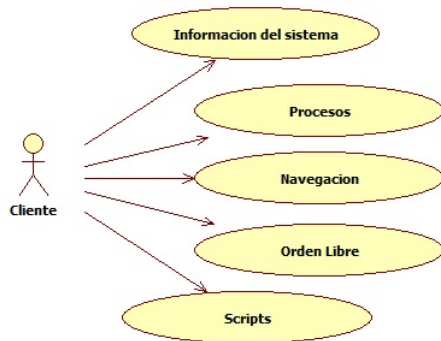 Informacion del sistema
Procesos
Navegacion
Cliente
Orden Libre
Scripts